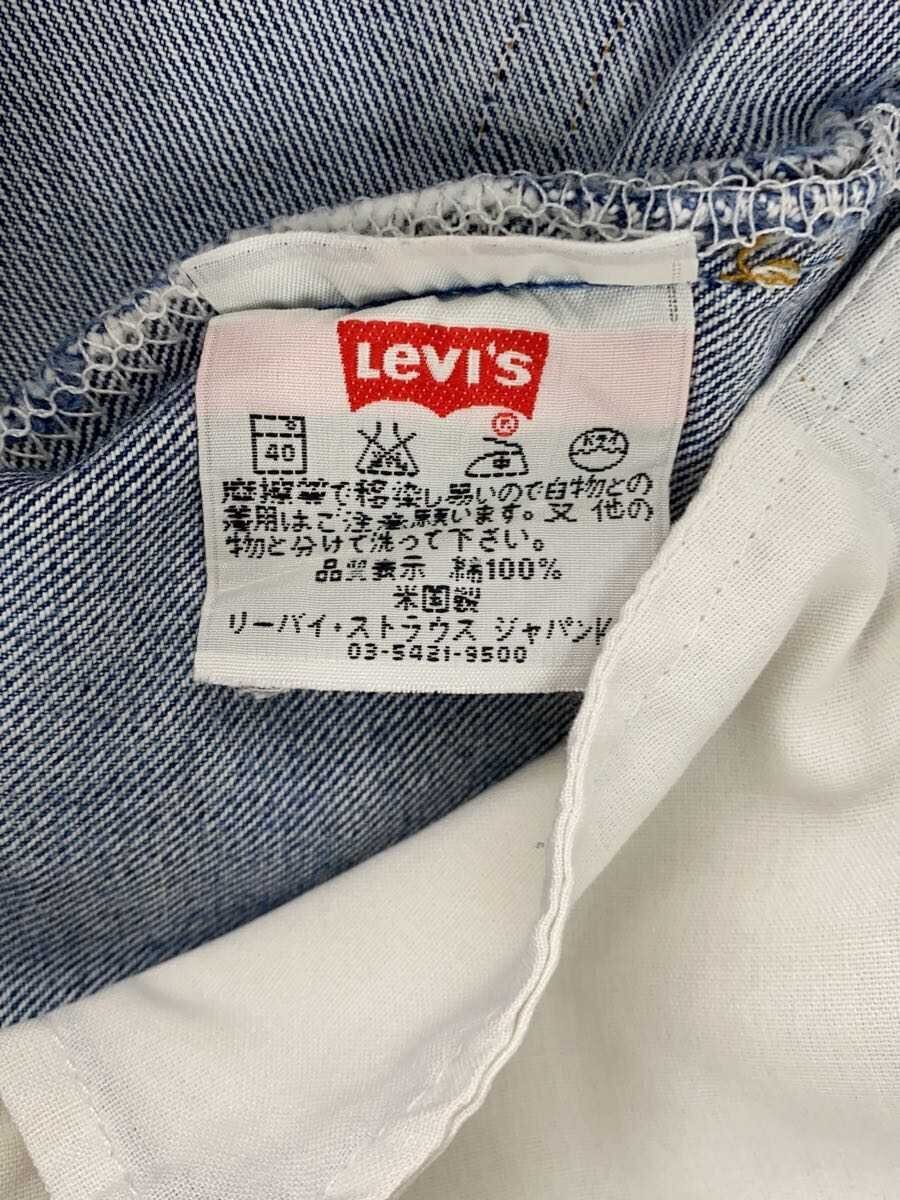 Levi's
®
40 ドライ
摩擦等で移染し易いので白物との
着用はご注意願います。又他の
物と分けて洗って下さい。
品質表示 綿100%
米国製
リーバイ・ストラウス ジャパンK
03-5421-9500